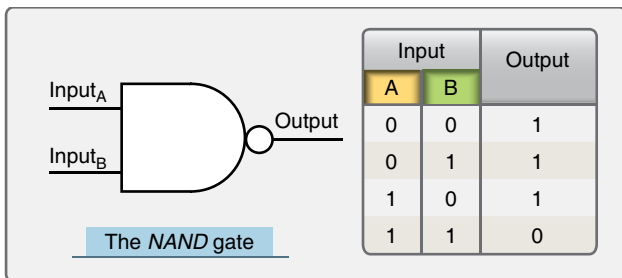 Input_A
Input_B
Output
The NAND gate
Input Output
A B
0 0 1
0 1 1
1 0 1
1 1 0